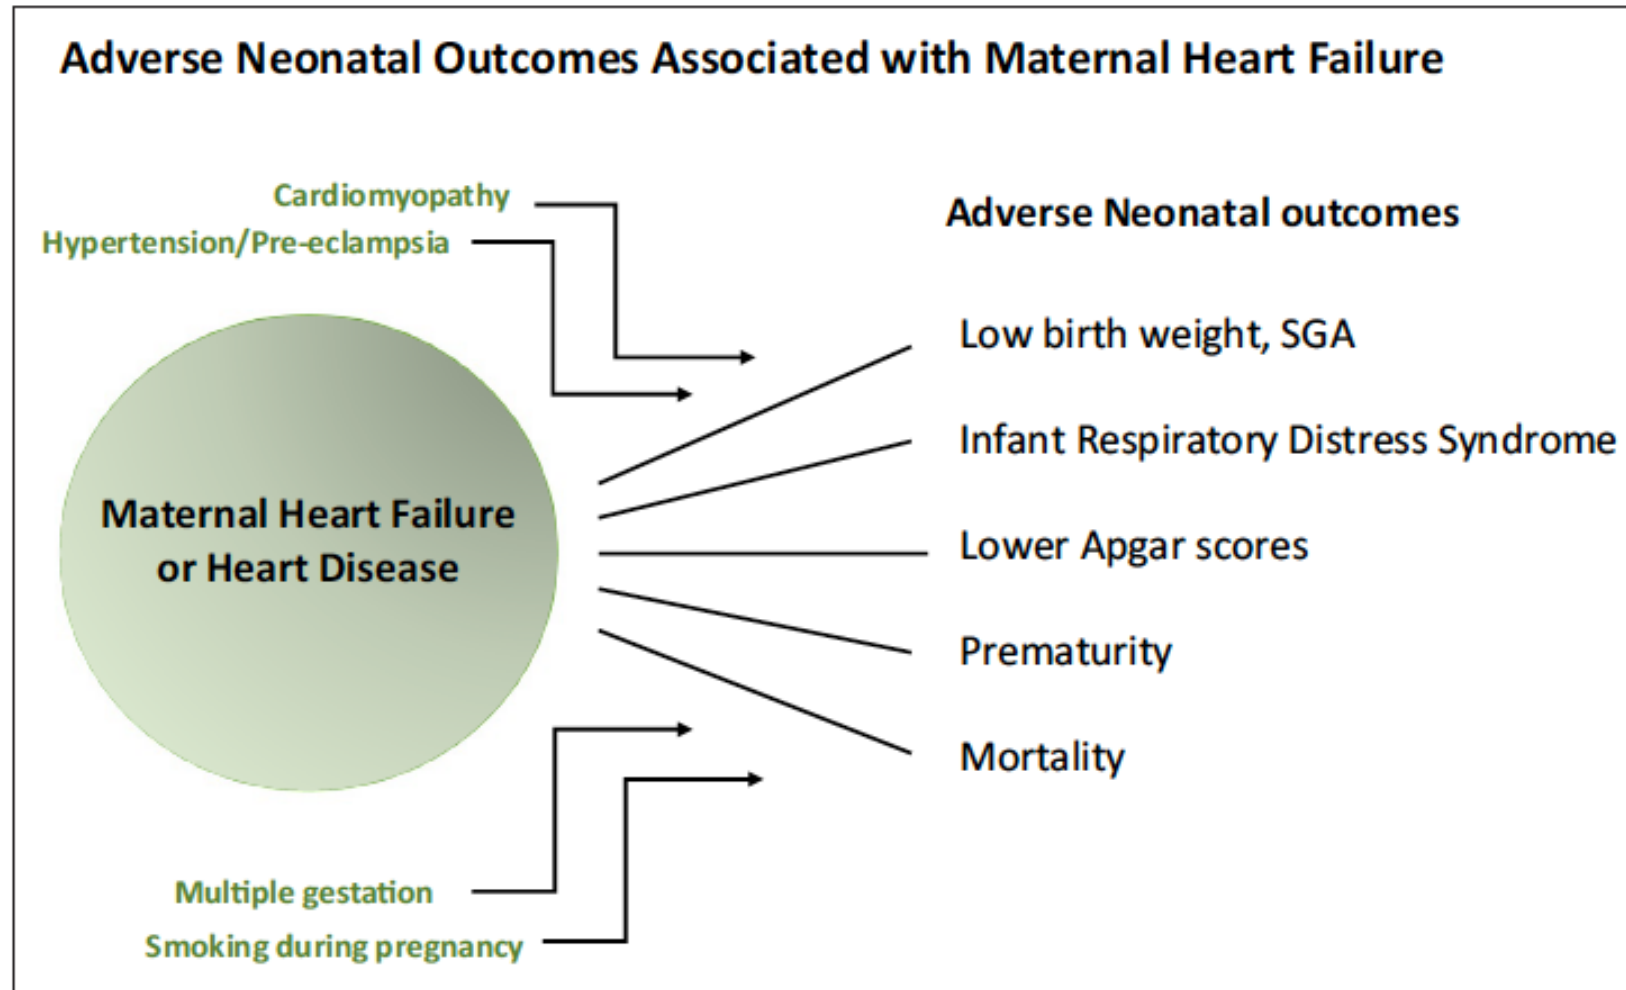 Adverse Neonatal Outcomes Associated with Maternal Heart Failure
Cardiomyopathy
Hypertension/Pre-eclampsia
Maternal Heart Failure
or Heart Disease
Multiple gestation
Smoking during pregnancy
Adverse Neonatal outcomes
Low birth weight, SGA
Infant Respiratory Distress Syndrome
Lower Apgar scores
Prematurity
Mortality